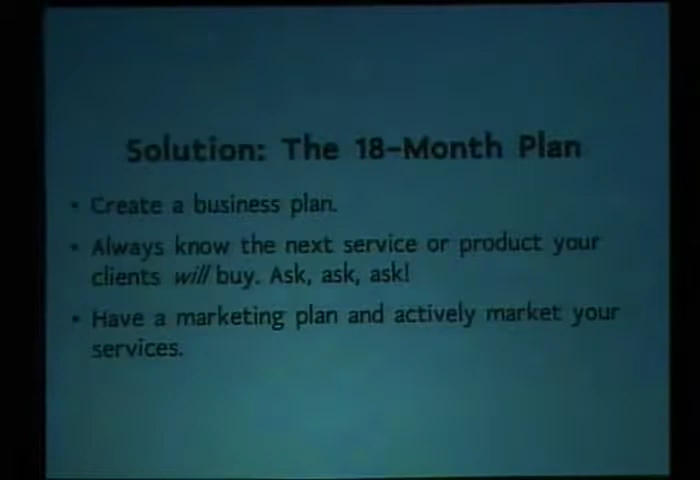 Solution: The 18-Month Plan
• Create a business plan.
• Always know the next service or product your
clients will buy. Ask, ask, ask!
• Have a marketing plan and actively market your
services.